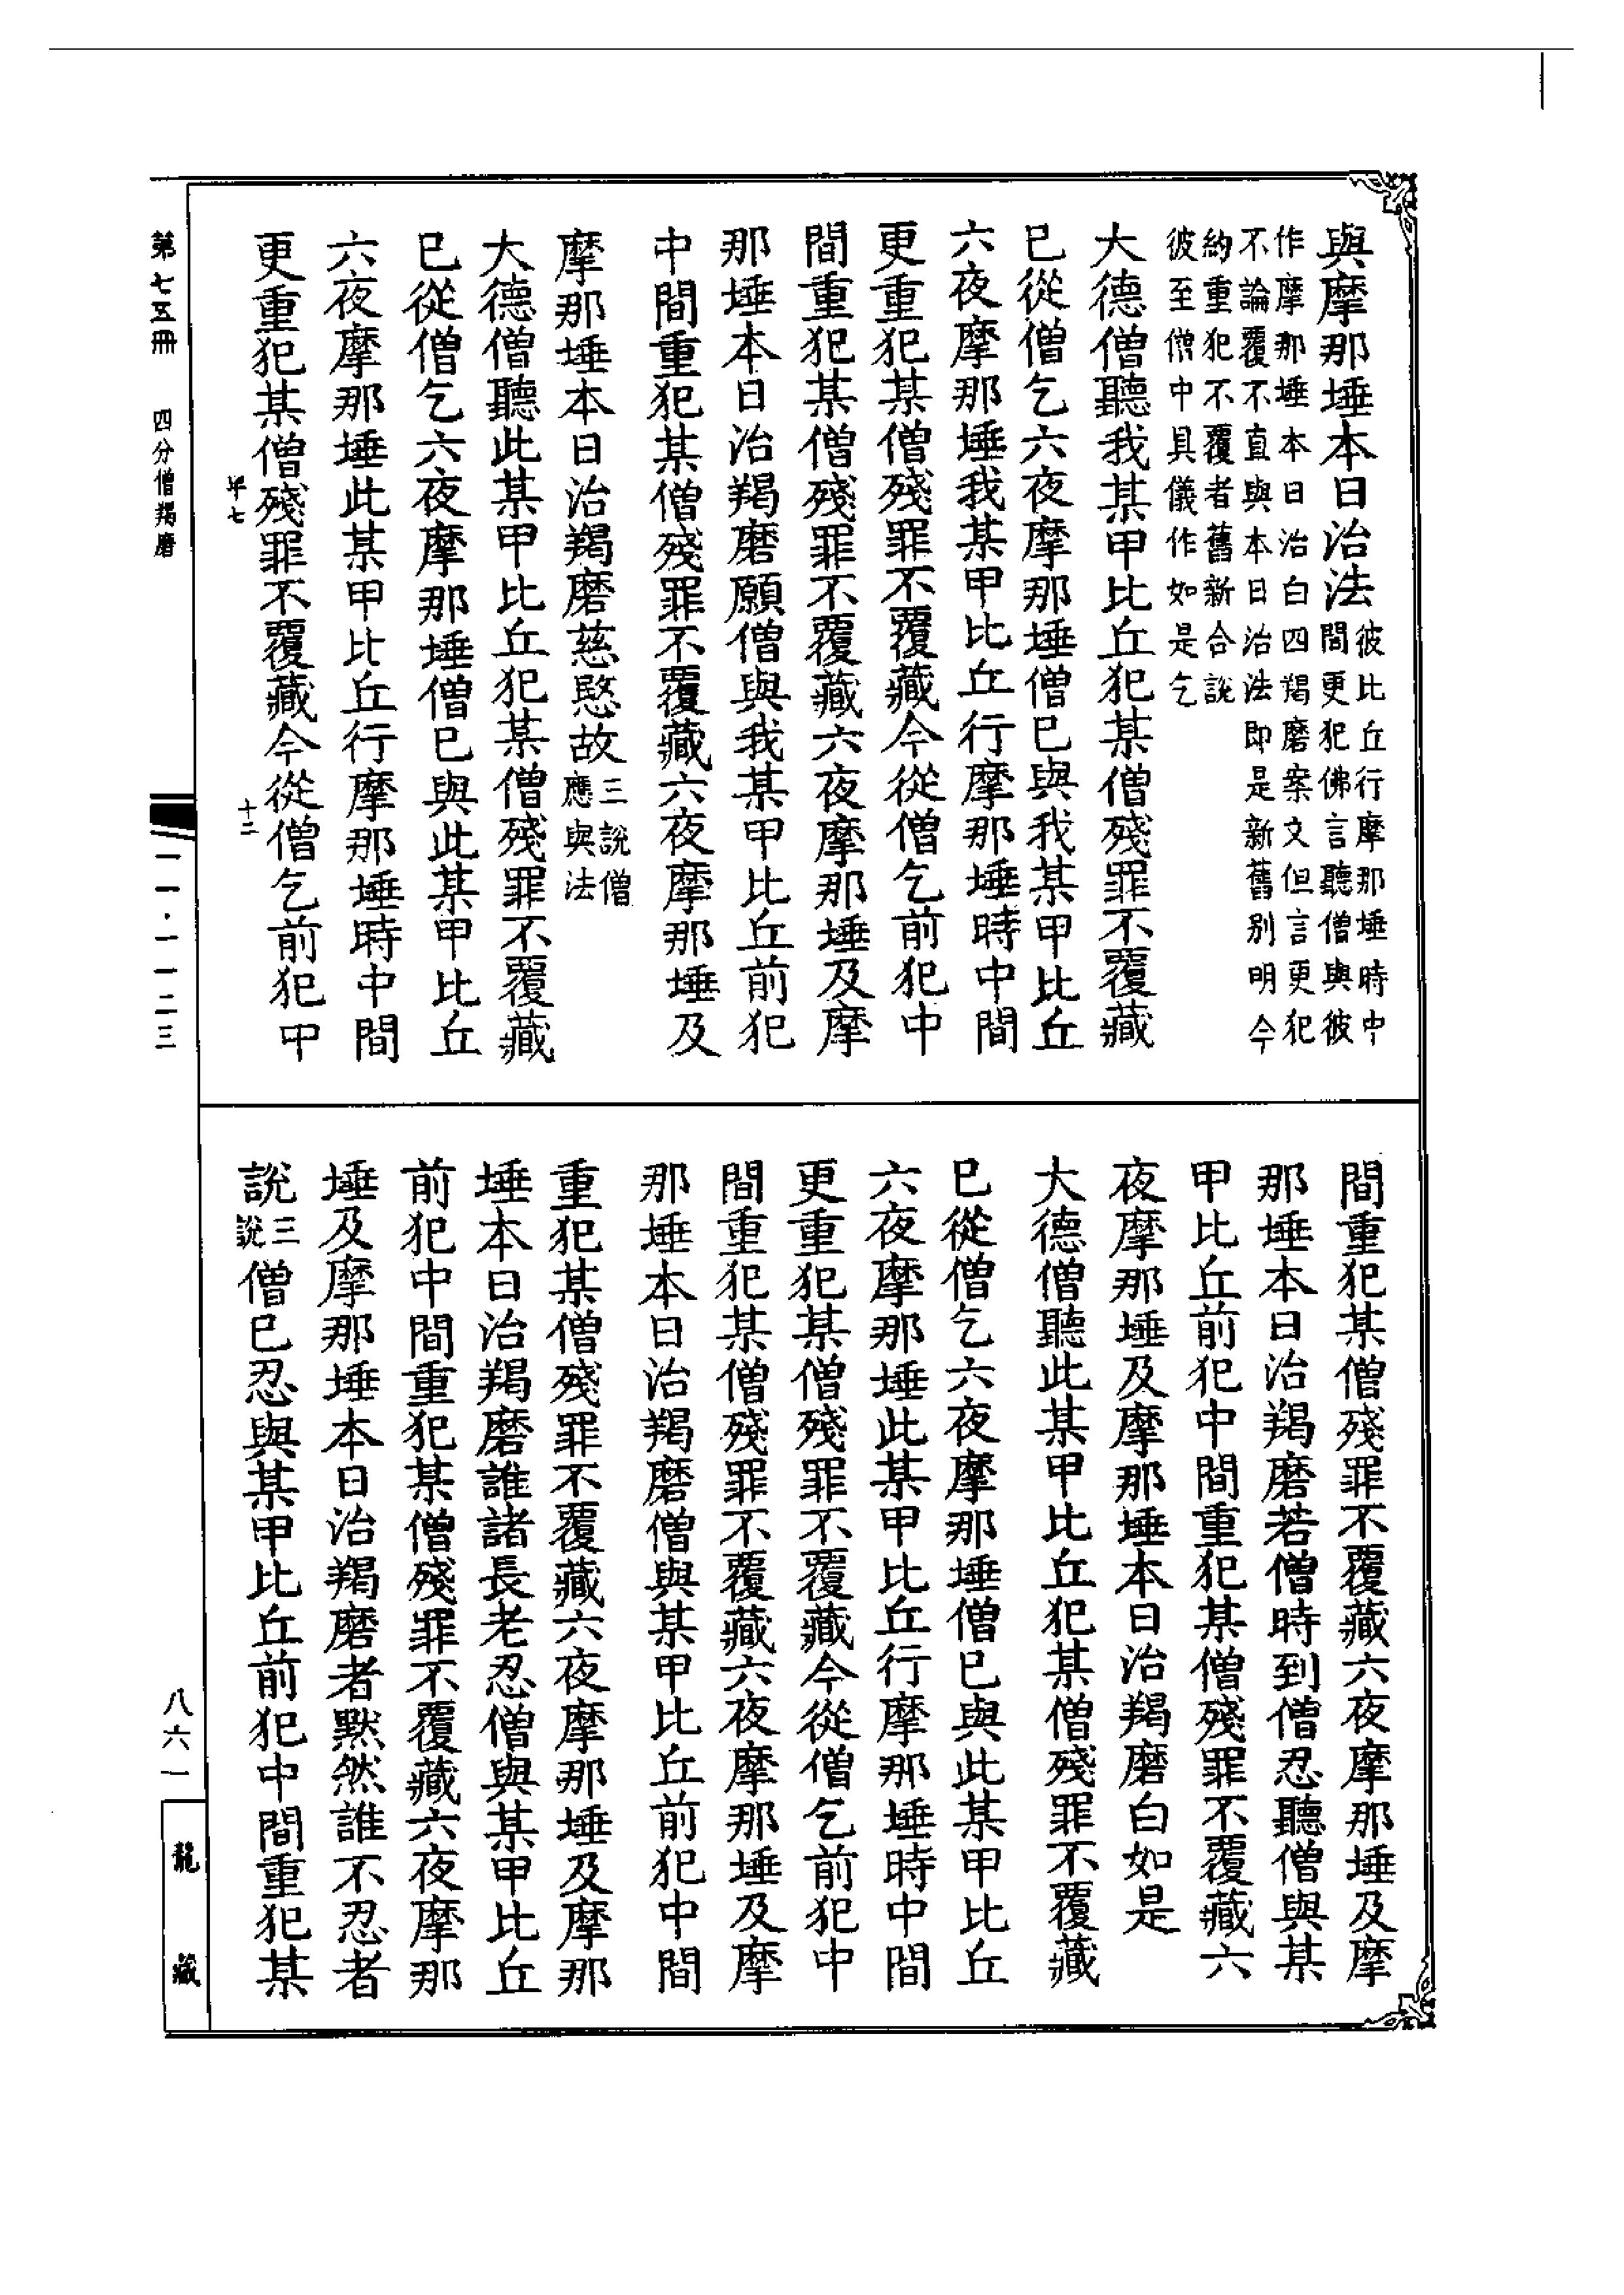 與摩那埵本日治法彼比丘行摩那埵時中
間更犯佛言聽僧與彼
作摩那埵本日治白四羯磨案文但言更犯
不論覆不直與本日治法即是新舊別明今
約重犯不覆者舊新合說
彼至僧中具儀作如是乞
大德僧聽我某甲比丘犯某僧殘罪不覆藏
已從僧乞六夜摩那埵僧已與我某甲比丘
六夜摩那埵我某甲比丘行摩那埵時中間
更重犯某僧殘罪不覆藏今從僧乞前犯中
間重犯某僧殘罪不覆藏六夜摩那埵及摩
那埵本日治羯磨願僧與我某甲比丘前犯
中間重犯某僧殘罪不覆藏六夜摩那埵及
摩那埵本日治羯磨慈愍故三說僧
應與法
大德僧聽此某甲比丘犯某僧殘罪不覆藏
已從僧乞六夜摩那埵僧已與此某甲比丘
六夜摩那埵此某甲比丘行摩那埵時中間
更重犯某僧殘罪不覆藏今從僧乞前犯中
間重犯某僧殘罪不覆藏六夜摩那埵及摩
那埵本日治羯磨若僧時到僧忍聽僧與某
甲比丘前犯中間重犯某僧殘罪不覆藏六
夜摩那埵及摩那埵本日治羯磨白如是
大德僧聽此某甲比丘犯某僧殘罪不覆藏
已從僧乞六夜摩那埵僧已與此某甲比丘
六夜摩那埵此某甲比丘行摩那埵時中間
更重犯某僧殘罪不覆藏今從僧乞前犯中
間重犯某僧殘罪不覆藏六夜摩那埵及摩
那埵本日治羯磨僧與某甲比丘前犯中間
重犯某僧殘罪不覆藏六夜摩那埵及摩那
埵本日治羯磨誰諸長老忍僧與某甲比丘
前犯中間重犯某僧殘罪不覆藏六夜摩那
埵及摩那埵本日治羯磨者默然誰不忍者
說三
說僧已忍與某甲比丘前犯中間重犯某
十二
第七五冊 四分僧羯磨
一一·一一二三
八六一
龍藏